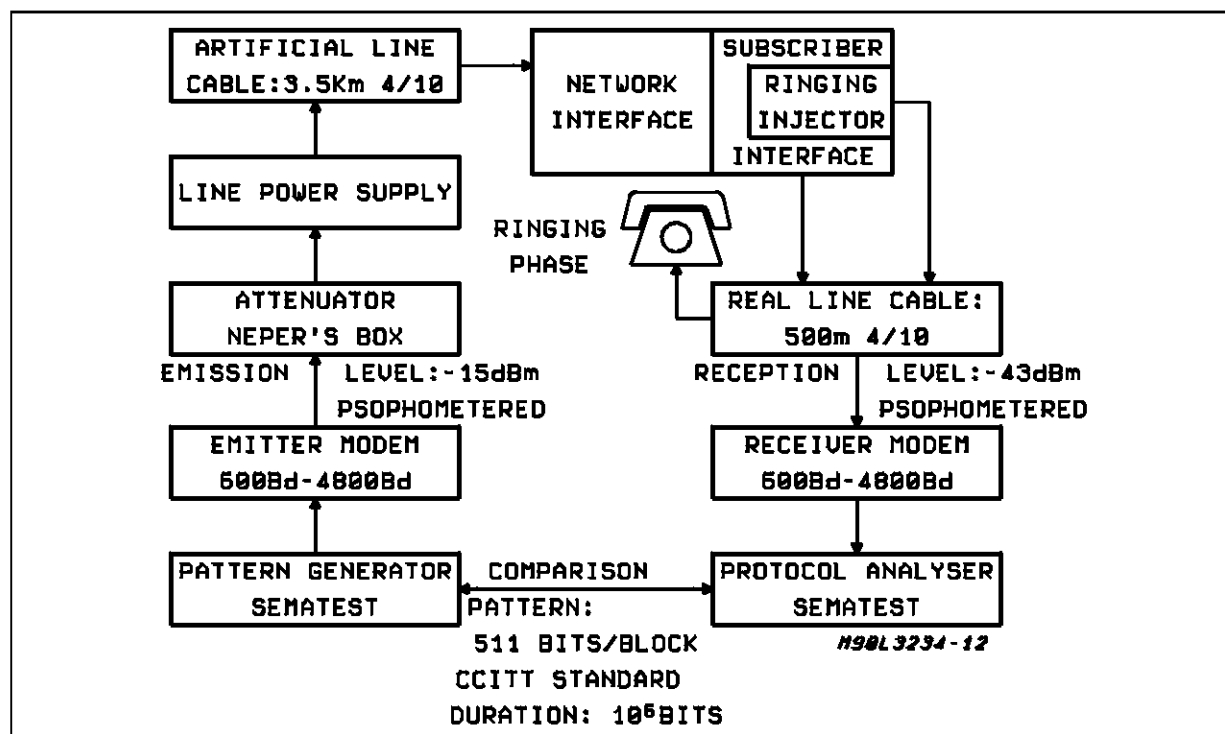 ARTIFICIAL LINE
CABLE:3.5Km 4/10
NETWORK
INTERFACE
SUBSCRIBER
RINGING
INJECTOR
INTERFACE
LINE POWER SUPPLY
RINGING
PHASE
ATTENUATOR
NEPER'S BOX
REAL LINE CABLE:
500m 4/10
EMISSION LEVEL:-15dBm
PSOPHOMETERED
RECEPTION LEVEL:-43dBm
PSOPHOMETERED
EMITTER MODEM
600Bd-4800Bd
RECEIVER MODEM
600Bd-4800Bd
PATTERN GENERATOR
SEMATEST
COMPARISON
PATTERN:
511 BITS/BLOCK
CCITT STANDARD
DURATION: 10⁶BITS
PROTOCOL ANALYSER
SEMATEST
M90L3234-12